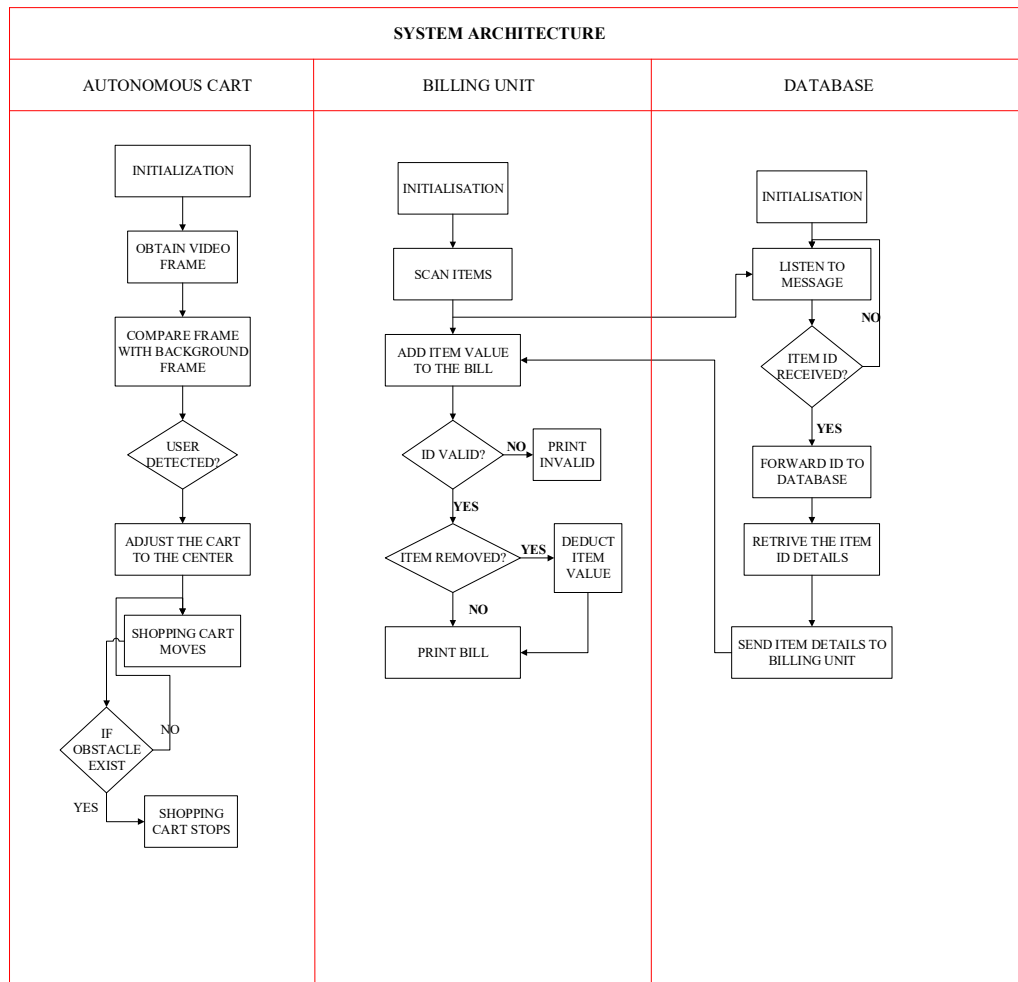 SYSTEM ARCHITECTURE
AUTONOMOUS CART
BILLING UNIT
DATABASE
INITIALIZATION
OBTAIN VIDEO
FRAME
COMPARE FRAME
WITH BACKGROUND
FRAME
USER
DETECTED?
ADJUST THE CART
TO THE CENTER
SHOPPING CART
MOVES
IF
OBSTACLE
EXIST
NO
YES
SHOPPING
CART STOPS
INITIALISATION
SCAN ITEMS
ADD ITEM VALUE
TO THE BILL
ID VALID?
NO
PRINT
INVALID
YES
ITEM REMOVED?
YES
DEDUCT
ITEM
VALUE
NO
PRINT BILL
INITIALISATION
LISTEN TO
MESSAGE
NO
ITEM ID
RECEIVED?
YES
FORWARD ID TO
DATABASE
RETRIVE THE ITEM
ID DETAILS
SEND ITEM DETAILS TO
BILLING UNIT